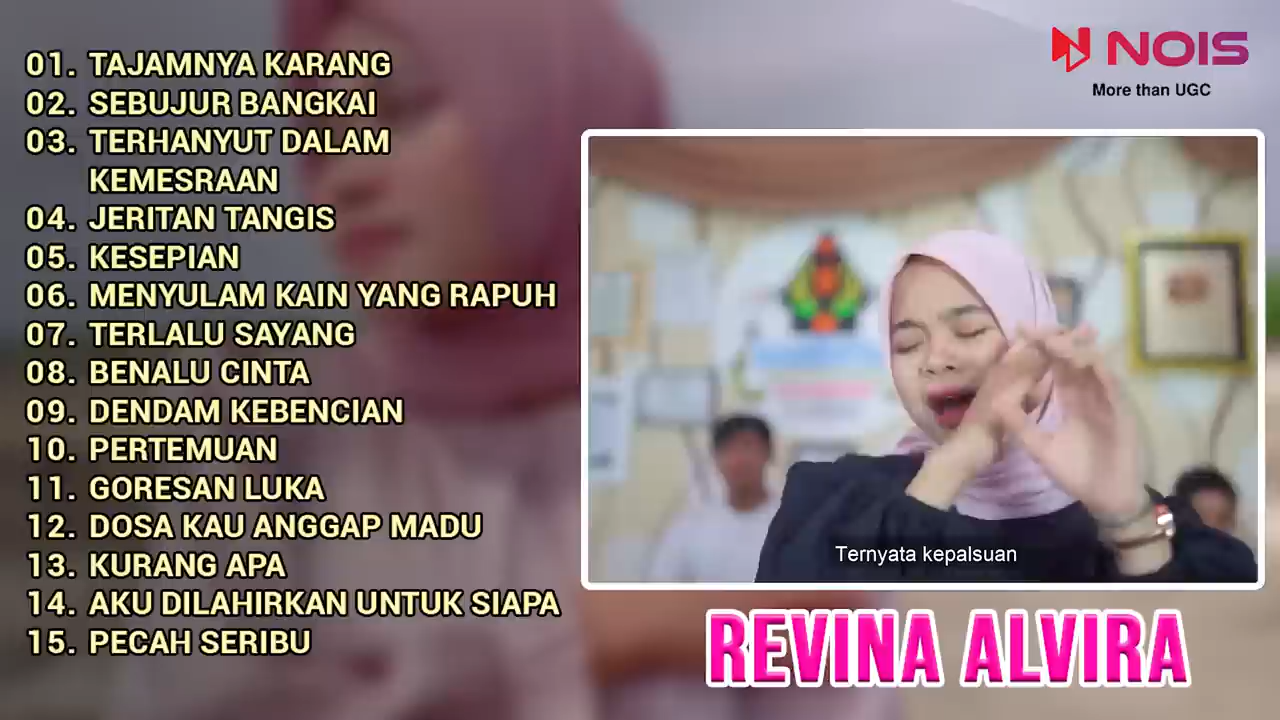 01. TAJAMNYA KARANG
02. SEBUJUR BANGKAI
03. TERHANYUT DALAM
KEMESRAAN
04. JERITAN TANGIS
05. KESEPIAN
06. MENYULAM KAIN YANG RAPUH
07. TERLALU SAYANG
08. BENALU CINTA
09. DENDAM KEBENCIAN
10. PERTEMUAN
11. GORESAN LUKA
12. DOSA KAU ANGGAP MADU
13. KURANG APA
14. AKU DILAHIRKAN UNTUK SIAPA
15. PECAH SERIBU
NOIS
More than UGC
Ternyata kepalsuan
REVINA ALVIRA